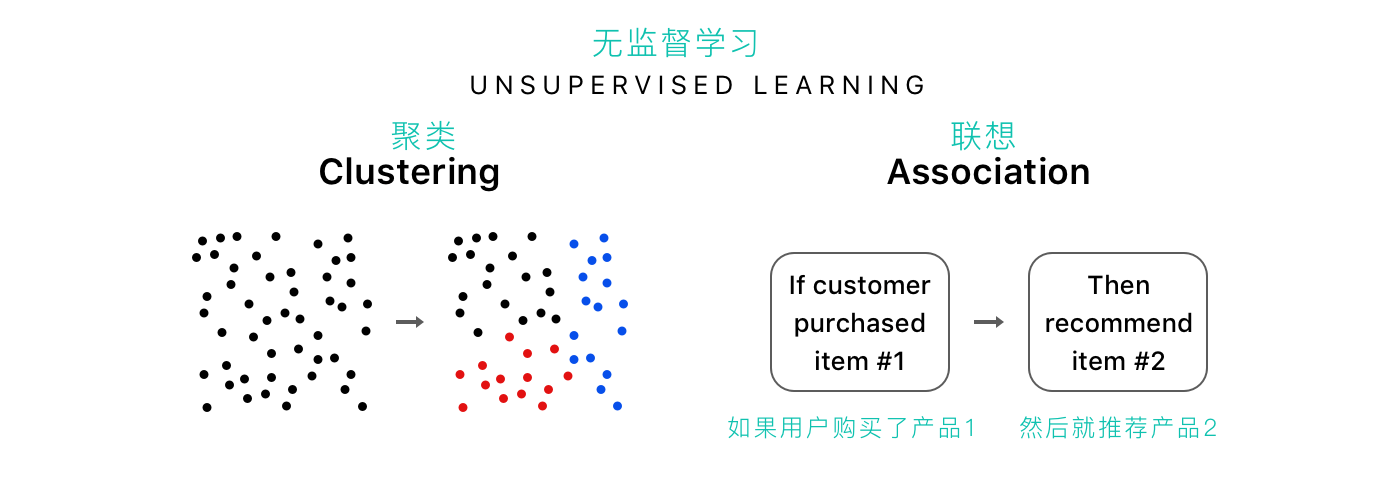 无监督学习
UNSUPERVISED LEARNING
聚类
Clustering
联想
Association
If customer
purchased
item #1
Then
recommend
item #2
如果用户购买了产品1
然后就推荐产品2